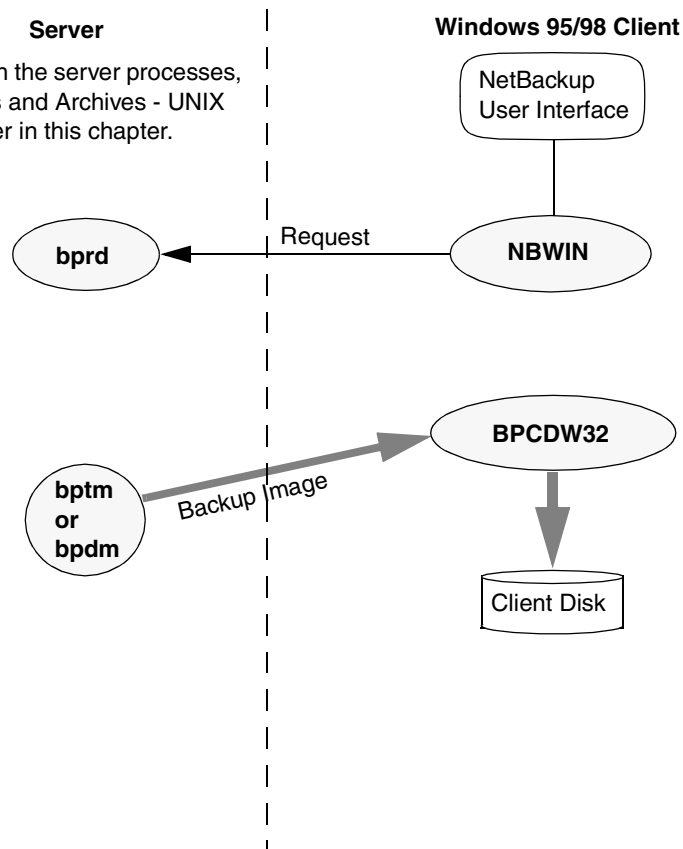 Server
Windows 95/98 Client
the server processes,
and Archives - UNIX
in this chapter.
NetBackup
User Interface
bprd
Request
NBWIN
BPCDW32
bptm
or
bpdm
Backup Image
Client Disk